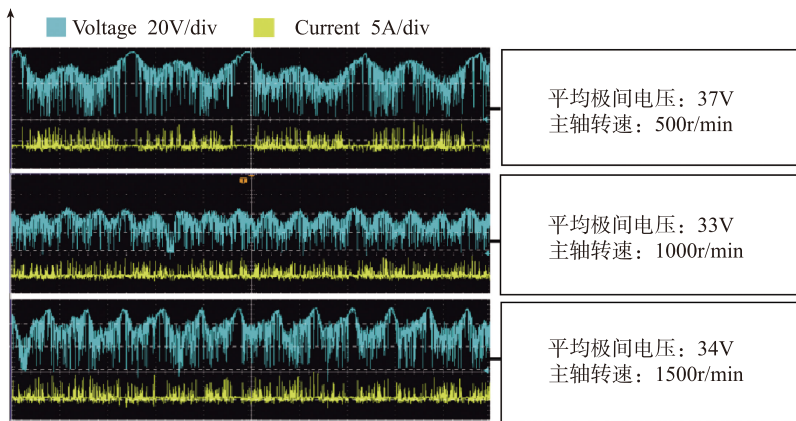 Voltage 20V/div Current 5A/div
平均极间电压：37V
主轴转速：500r/min
T
平均极间电压：33V
主轴转速：1000r/min
平均极间电压：34V
主轴转速：1500r/min